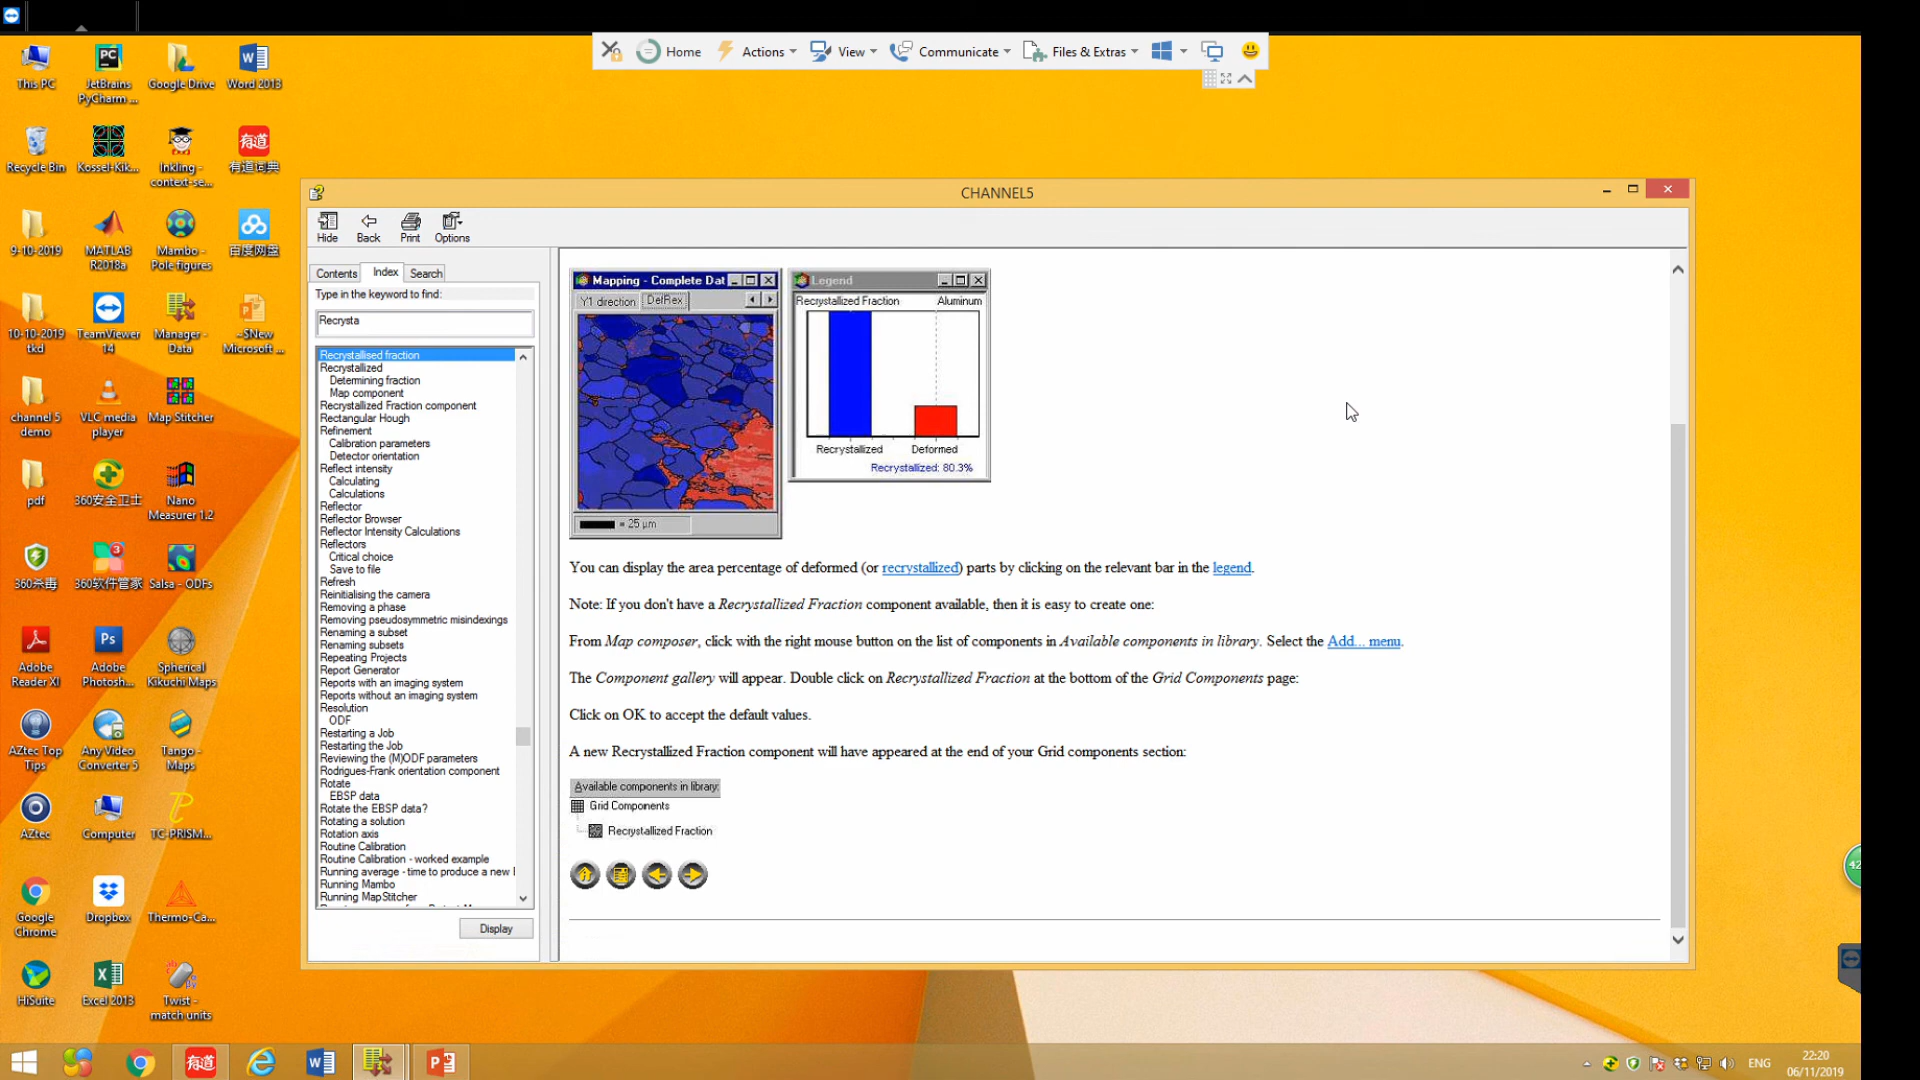 Home
Actions
View
Communicate
Files & Extras
This PC
JetBrains PyCharm ...
Google Drive
Word 2013
Recycle Bin
Kossel-Kik...
Inkling - context-se...
有道
有道词典
9-10-2019
MATLAB R2018a
Mambo - Pole figures
百度网盘
10-10-2019 tkd
TeamViewer 14
Manager - Data
~$New Microsoft ...
channel 5 demo
VLC media player
Map Stitcher
pdf
360安全卫士
Nano Measurer 1.2
360杀毒
3
360软件管家
Salsa - ODFs
Adobe Reader XI
Ps
Adobe Photosh...
Spherical Kikuchi Maps
AZtec Top Tips
Any Video Converter 5
Tango - Maps
AZtec
Computer
TC-PRISM...
Google Chrome
Dropbox
Thermo-Ca...
HiSuite
Excel 2013
Twist - match units
CHANNEL5
Hide
Back
Print
Options
Contents
Index
Search
Type in the keyword to find:
Recrysta
Recrystallised fraction
Recrystallized
Determining fraction
Map component
Recrystallized Fraction component
Rectangular Hough
Refinement
Calibration parameters
Detector orientation
Reflect intensity
Calculating
Calculations
Reflector
Reflector Browser
Reflector Intensity Calculations
Reflectors
Critical choice
Save to file
Refresh
Reinitialising the camera
Removing a phase
Removing pseudosymmetric misindexings
Renaming a subset
Renaming subsets
Repeating Projects
Report Generator
Reports with an imaging system
Reports without an imaging system
Resolution
ODF
Restarting a Job
Restarting the Job
Reviewing the (M)ODF parameters
Rodrigues-Frank orientation component
Rotate
EBSP data
Rotate the EBSP data?
Rotating a solution
Rotation axis
Routine Calibration
Routine Calibration - worked example
Running average - time to produce a new
Running Mambo
Running MapStitcher
Display
Mapping - Complete Dat
Y1 direction
DefRex
= 25 µm
Legend
Recrystallized Fraction
Aluminum
Recrystallized
Deformed
Recrystallized: 80.3%
You can display the area percentage of deformed (or recrystallized) parts by clicking on the relevant bar in the legend.
Note: If you don't have a Recrystallized Fraction component available, then it is easy to create one:
From Map composer, click with the right mouse button on the list of components in Available components in library. Select the Add... menu.
The Component gallery will appear. Double click on Recrystallized Fraction at the bottom of the Grid Components page:
Click on OK to accept the default values.
A new Recrystallized Fraction component will have appeared at the end of your Grid components section:
Available components in library:
Grid Components
Recrystallized Fraction
42
有道
ENG
22:20
06/11/2019